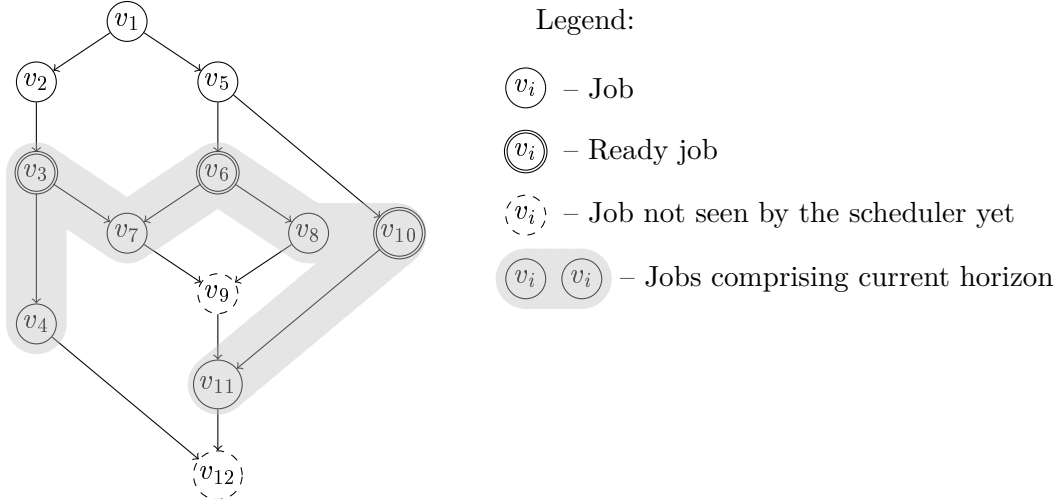 v1
Legend:
v2
v5
vi – Job
v3
v6
vi – Ready job
v7
v8
v10
vi – Job not seen by the scheduler yet
v9
vi vi – Jobs comprising current horizon
v4
v11
v12